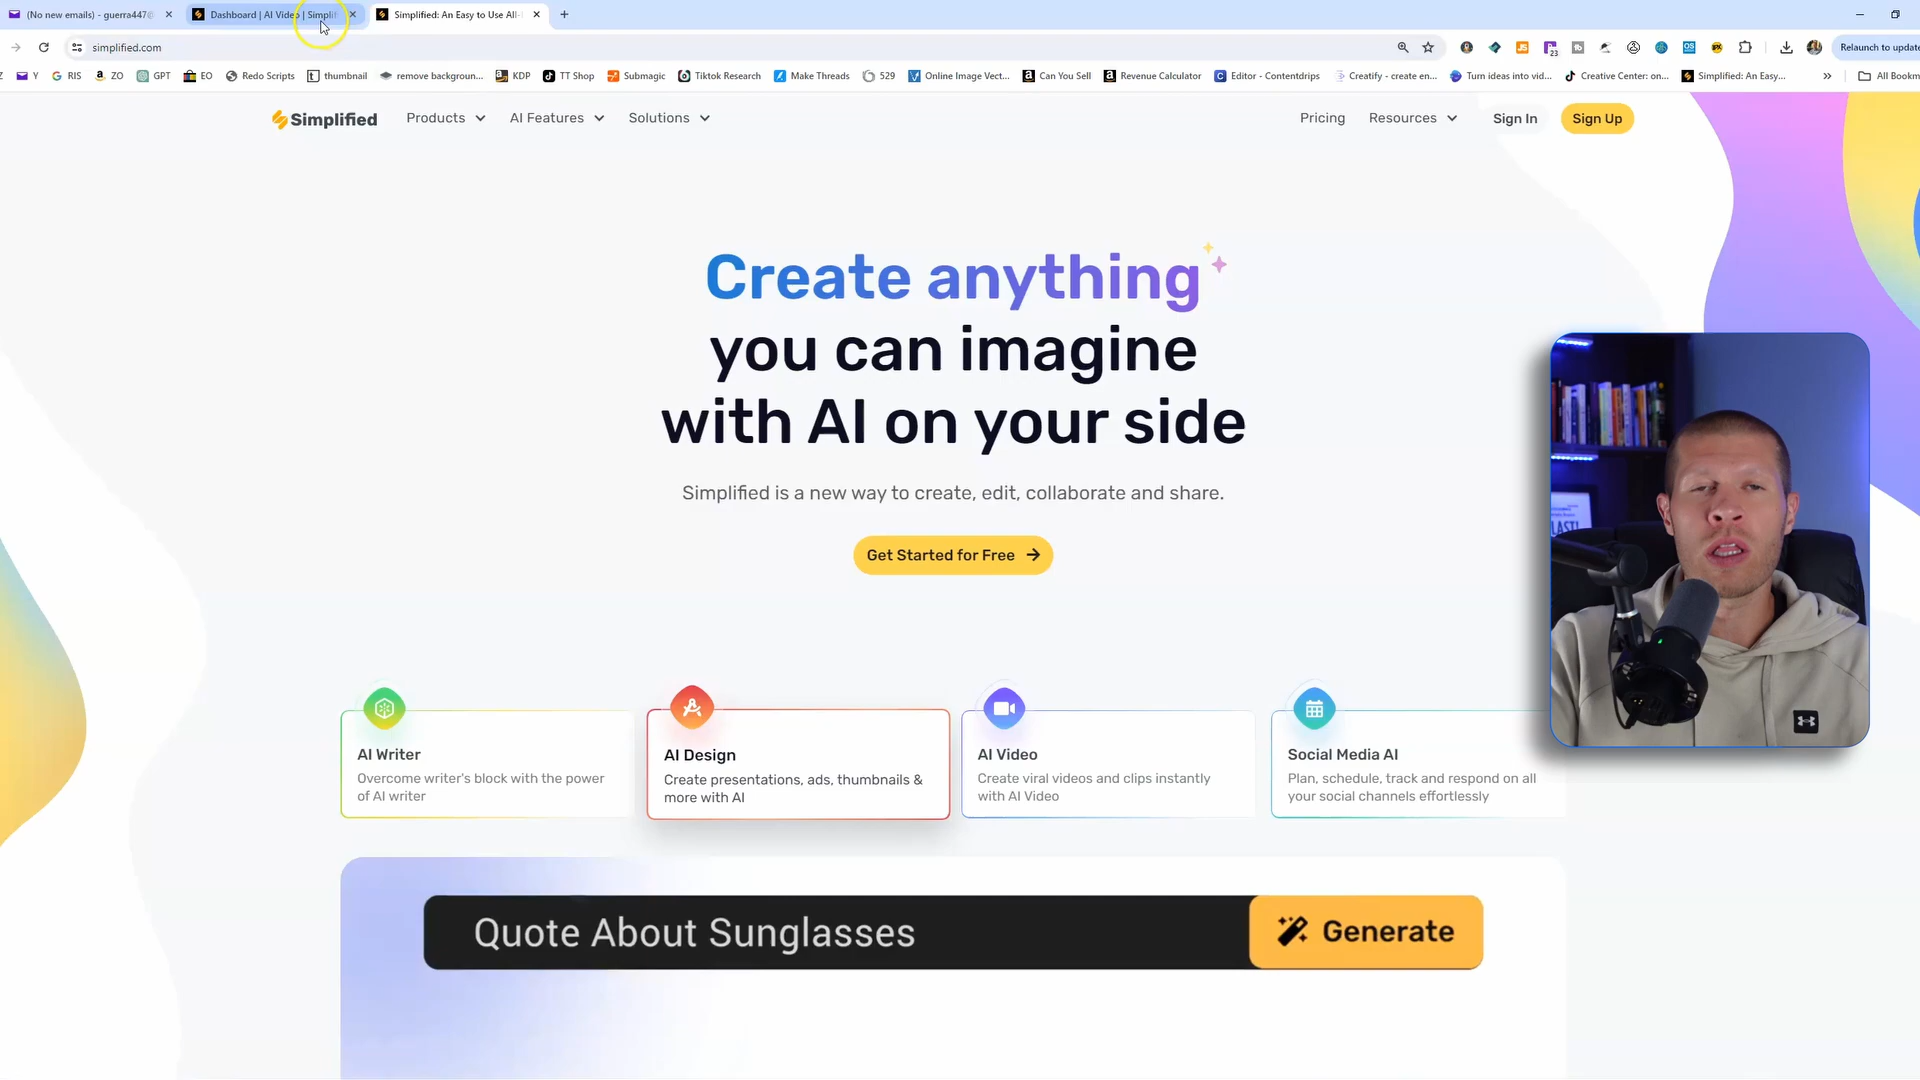 (No new emails) - guerra447@
Dashboard | AI Video | Simplif
Simplified: An Easy to Use All-
simplified.com
Relaunch to update
Z
Y
RIS
ZO
GPT
EO
Redo Scripts
thumbnail
remove backgroun...
KDP
TT Shop
Submagic
Tiktok Research
Make Threads
529
Online Image Vect...
Can You Sell
Revenue Calculator
Editor - Contentdrips
Creatify - create en...
Turn ideas into vid...
Creative Center: on...
Simplified: An Easy...
»
All Bookm
23
Simplified
Products
AI Features
Solutions
Pricing
Resources
Sign In
Sign Up
Create anything
you can imagine
with AI on your side
Simplified is a new way to create, edit, collaborate and share.
Get Started for Free
AI Writer
Overcome writer's block with the power
of AI writer
AI Design
Create presentations, ads, thumbnails &
more with AI
AI Video
Create viral videos and clips instantly
with AI Video
Social Media AI
Plan, schedule, track and respond on all
your social channels effortlessly
Quote About Sunglasses
Generate
LAST!